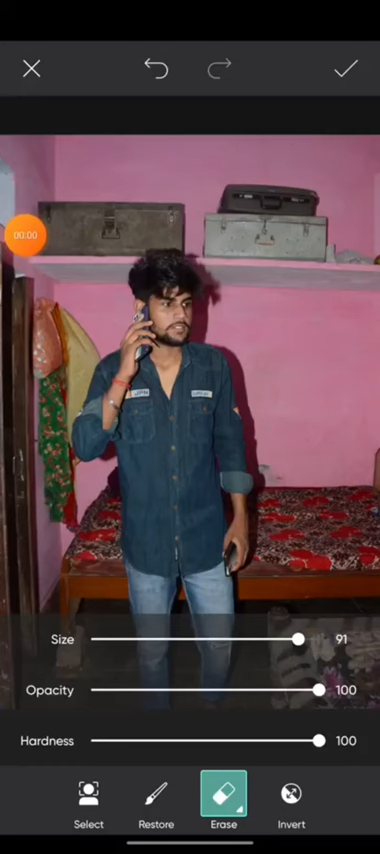 00:00
Size 91
Opacity 100
Hardness 100
Select Restore Erase Invert